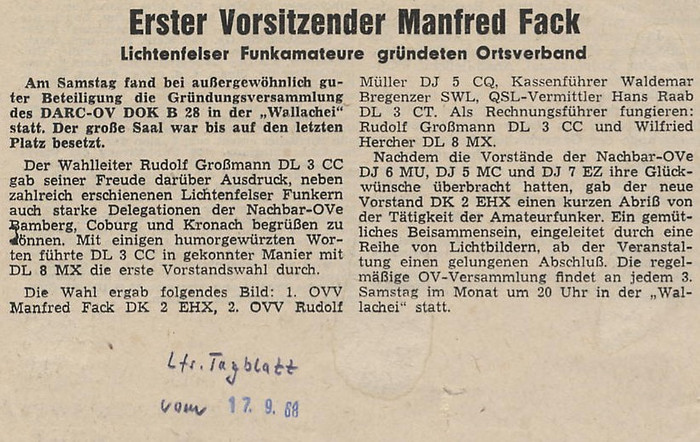 Erster Vorsitzender Manfred Fack
Lichtenfelser Funkamateure gründeten Ortsverband
Am Samstag fand bei außergewöhnlich gu-
ter Beteiligung die Gründungsversammlung
des DARC-OV DOK B 28 in der „Wallachei"
statt. Der große Saal war bis auf den letzten
Platz besetzt.
Der Wahlleiter Rudolf Großmann DL 3 CC
gab seiner Freude darüber Ausdruck, neben
zahlreich erschienenen Lichtenfelser Funkern
auch starke Delegationen der Nachbar-OVe
Bamberg, Coburg und Kronach begrüßen zu
können. Mit einigen humorgewürzten Wor-
ten führte DL 3 CC in gekonnter Manier mit
DL 8 MX die erste Vorstandswahl durch.
Die Wahl ergab folgendes Bild: 1. OVV
Manfred Fack DK 2 EHX, 2. OVV Rudolf
Müller DJ 5 CQ, Kassenführer Waldemar
Bregenzer SWL, QSL-Vermittler Hans Raab
DL 3 CT. Als Rechnungsführer fungieren:
Rudolf Großmann DL 3 CC und Wilfried
Hercher DL 8 MX.
Nachdem die Vorstände der Nachbar-OVe
DJ 6 MU, DJ 5 MC und DJ 7 EZ ihre Glück-
wünsche überbracht hatten, gab der neue
Vorstand DK 2 EHX einen kurzen Abriß von
der Tätigkeit der Amateurfunker. Ein gemüt-
liches Beisammensein, eingeleitet durch eine
Reihe von Lichtbildern, ab der Veranstal-
tung einen gelungenen Abschluß. Die regel-
mäßige OV-Versammlung findet an jedem 3.
Samstag im Monat um 20 Uhr in der „Wal-
lachei" statt.
Lfs. Tagblatt
vom 17. 9. 68